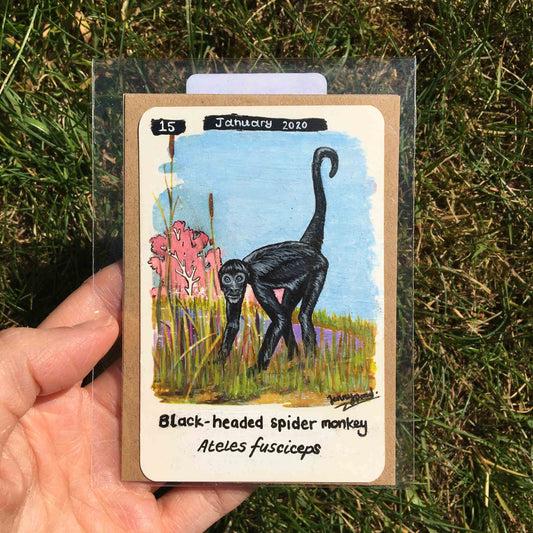 15
January 2020
Black-headed spider monkey
Ateles fusciceps